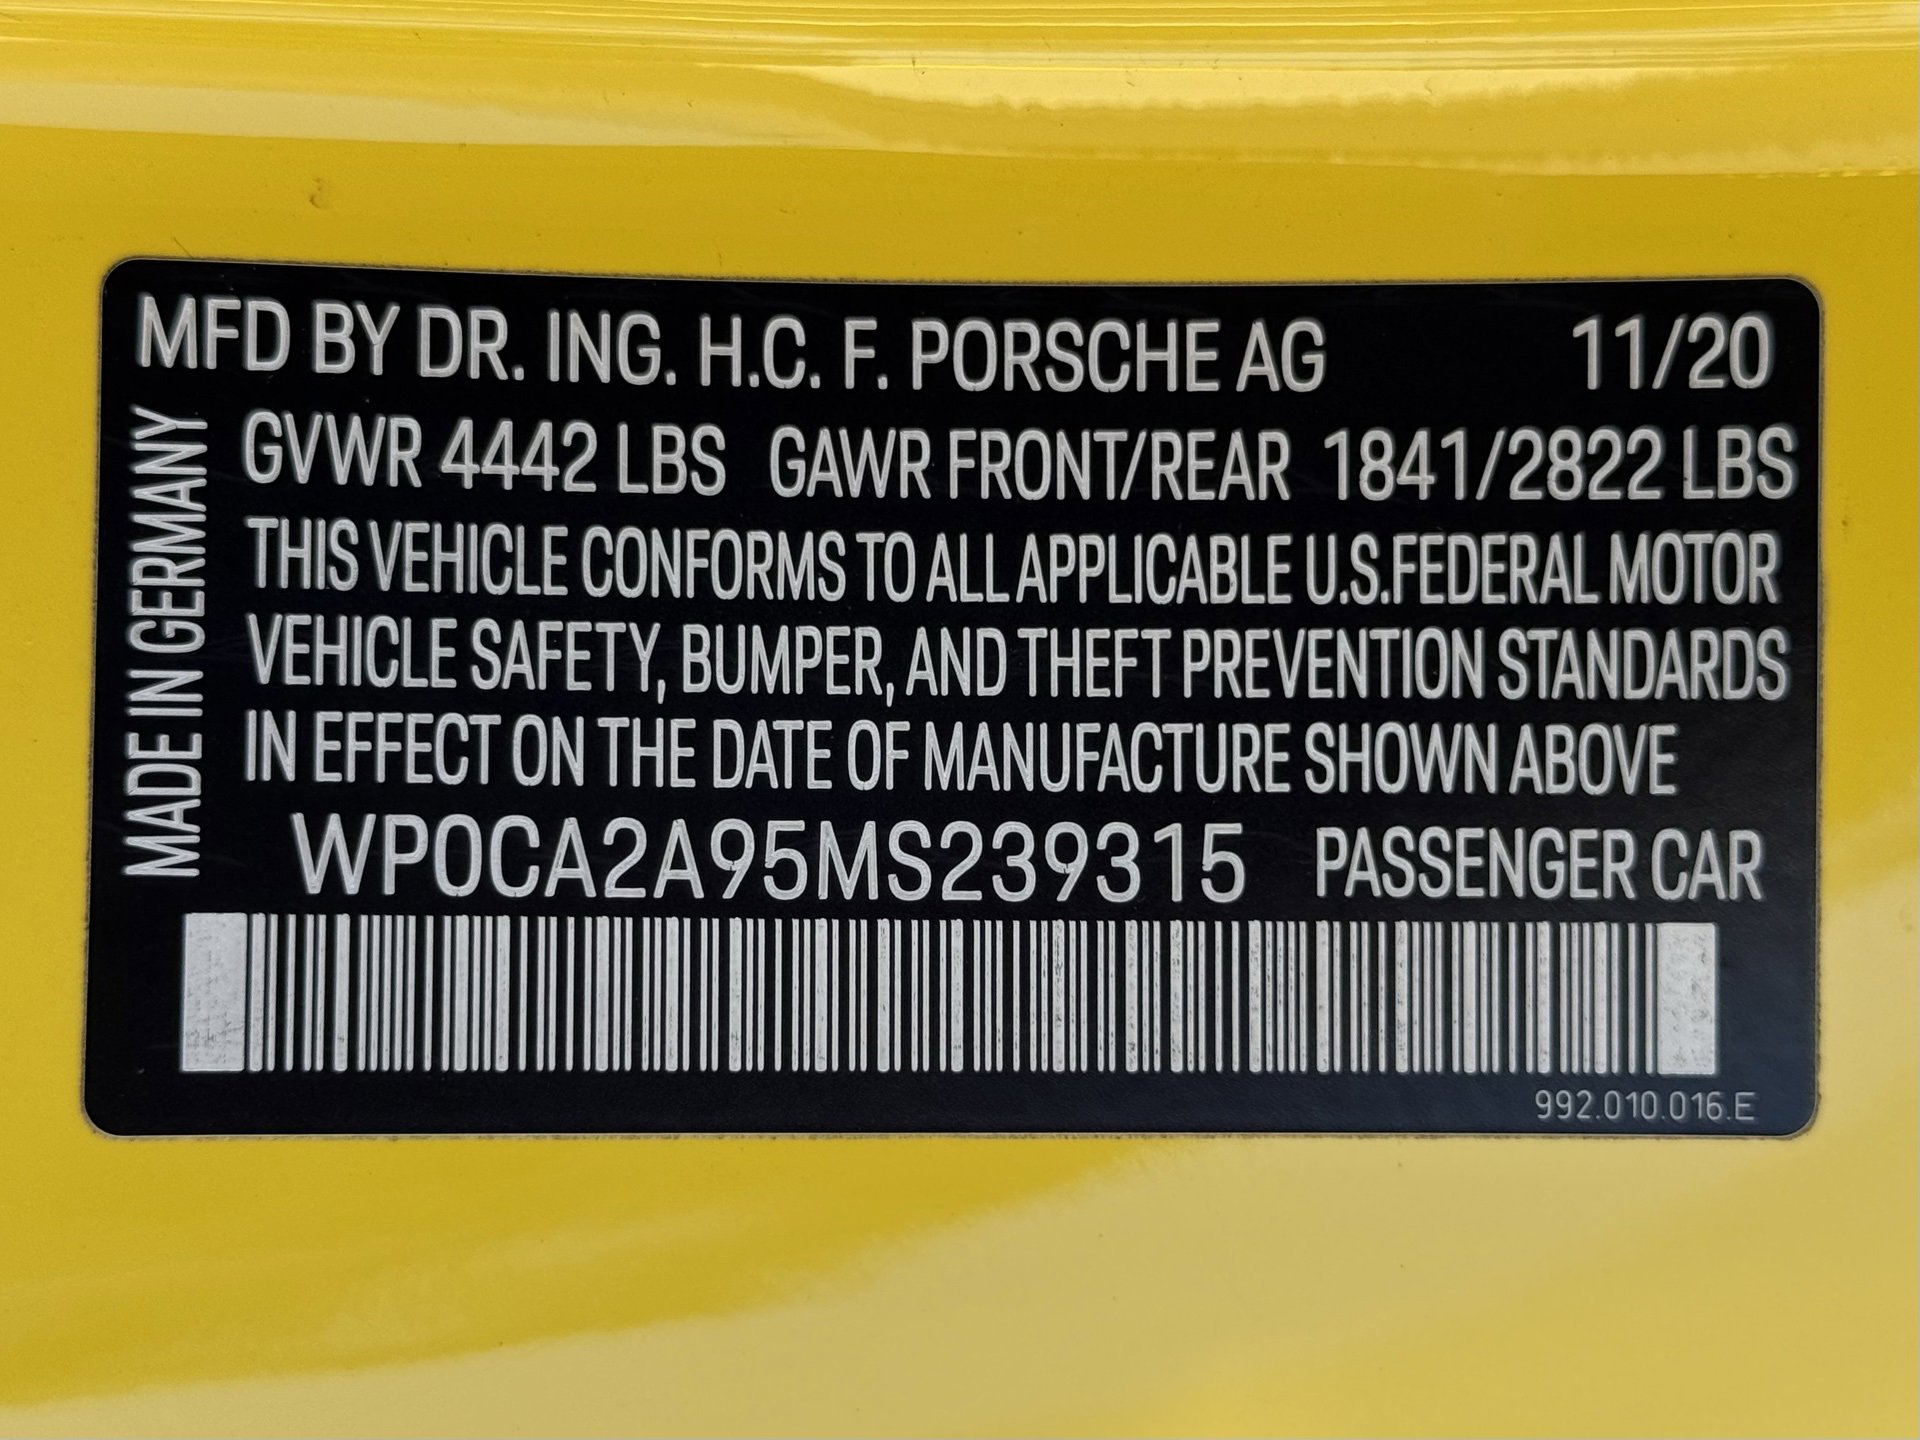 MFD BY DR. ING. H.C. F. PORSCHE AG 11/20
GVWR 4442 LBS GAWR FRONT/REAR 1841/2822 LBS
THIS VEHICLE CONFORMS TO ALL APPLICABLE U.S.FEDERAL MOTOR
VEHICLE SAFETY, BUMPER, AND THEFT PREVENTION STANDARDS
IN EFFECT ON THE DATE OF MANUFACTURE SHOWN ABOVE
WP0CA2A95MS239315 PASSENGER CAR
992.010.016.E
MADE IN GERMANY